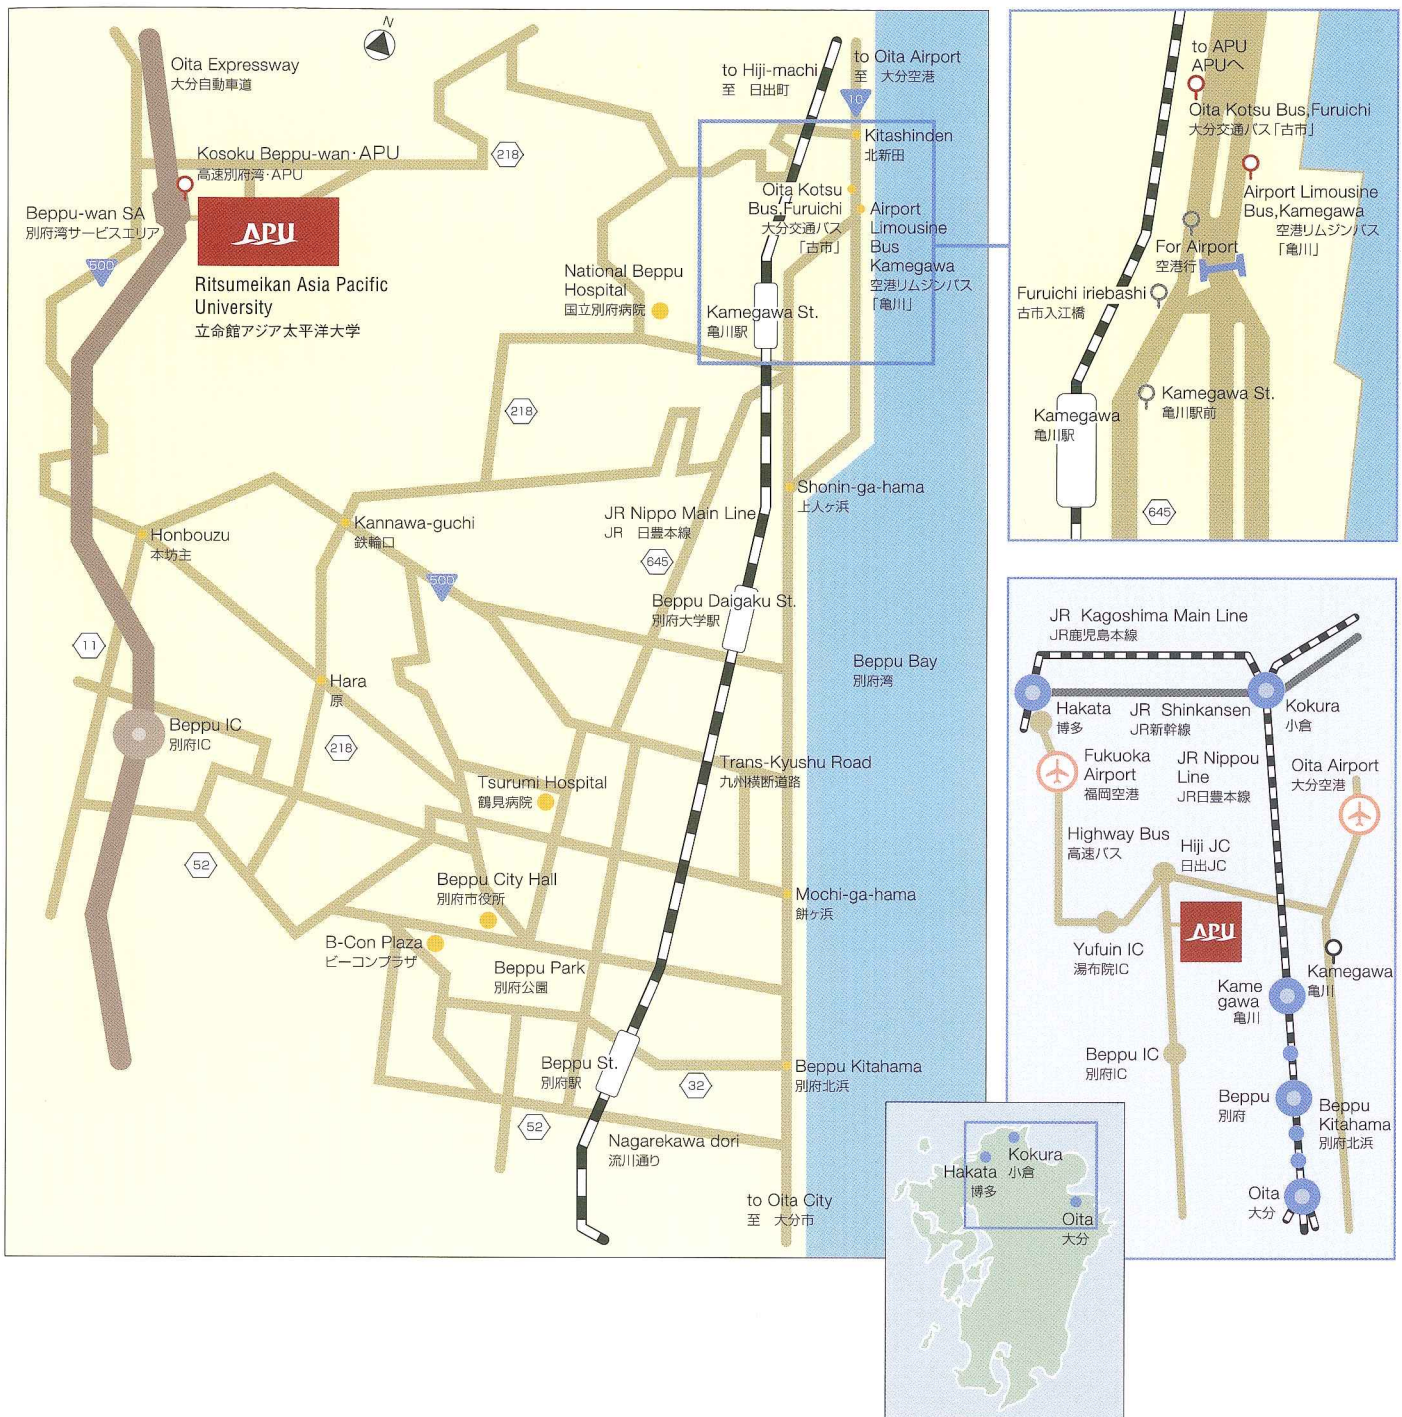 N
Oita Expressway
大分自動車道
to Hiji-machi
至 日出町
to Oita Airport
至 大分空港
10
Kitashinden
北新田
218
Kosoku Beppu-wan·APU
高速別府湾·APU
Beppu-wan SA
別府湾サービスエリア
APU
500
Ritsumeikan Asia Pacific
University
立命館アジア太平洋大学
Oita Kotsu
Bus,Furuichi
大分交通バス
「古市」
Airport
Limousine
Bus
Kamegawa
空港リムジンバス
「亀川」
National Beppu
Hospital
国立別府病院
Kamegawa St.
亀川駅
218
Shonin-ga-hama
上人ヶ浜
JR Nippo Main Line
JR 日豊本線
Kannawa-guchi
鉄輪口
Honbouzu
本坊主
645
500
Beppu Daigaku St.
別府大学駅
11
Beppu Bay
別府湾
Hara
原
Beppu IC
別府IC
218
Trans-Kyushu Road
九州横断道路
Tsurumi Hospital
鶴見病院
52
Beppu City Hall
別府市役所
Mochi-ga-hama
餅ヶ浜
B-Con Plaza
ビーコンプラザ
Beppu Park
別府公園
Beppu St.
別府駅
32
Beppu Kitahama
別府北浜
52
Nagarekawa dori
流川通り
to Oita City
至 大分市
to APU
APUへ
Oita Kotsu Bus,Furuichi
大分交通バス「古市」
Airport Limousine
Bus,Kamegawa
空港リムジンバス
「亀川」
For Airport
空港行
Furuichi iriebashi
古市入江橋
Kamegawa St.
亀川駅前
Kamegawa
亀川駅
645
JR Kagoshima Main Line
JR鹿児島本線
Hakata
博多
JR Shinkansen
JR新幹線
Kokura
小倉
Fukuoka
Airport
福岡空港
JR Nippou
Line
JR日豊本線
Oita Airport
大分空港
Highway Bus
高速バス
Hiji JC
日出JC
APU
Yufuin IC
湯布院IC
Kamegawa
亀川
Kame
gawa
亀川
Beppu IC
別府IC
Beppu
別府
Beppu
Kitahama
別府北浜
Oita
大分
Kokura
小倉
Hakata
博多
Oita
大分